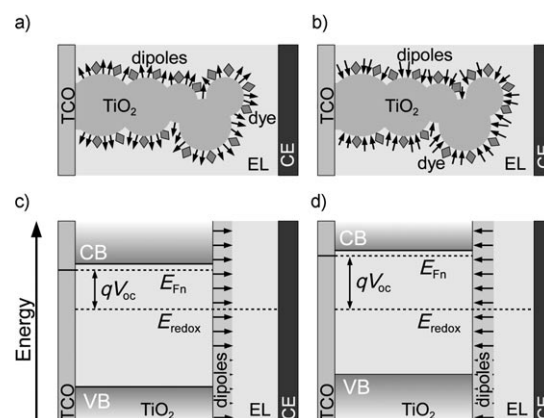 a)
dipoles
TCO
TiO2
dye
EL
CE
b)
dipoles
TCO
TiO2
dye
EL
CE
c)
Energy
CB
EFn
qVoc
Eredox
TCO
VB
TiO2
dipoles
EL
CE
d)
CB
EFn
qVoc
Eredox
TCO
VB
TiO2
dipoles
EL
CE